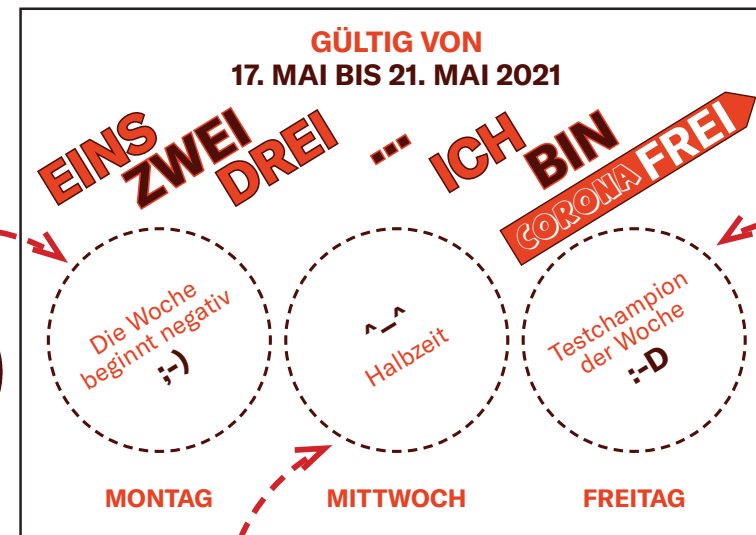 GÜLTIG VON
17. MAI BIS 21. MAI 2021
EINS ZWEI DREI ... ICH BIN CORONA FREI
Die Woche
beginnt negativ
;-)
^_^
Halbzeit
Testchampion
der Woche
:-D
MONTAG
MITTWOCH
FREITAG